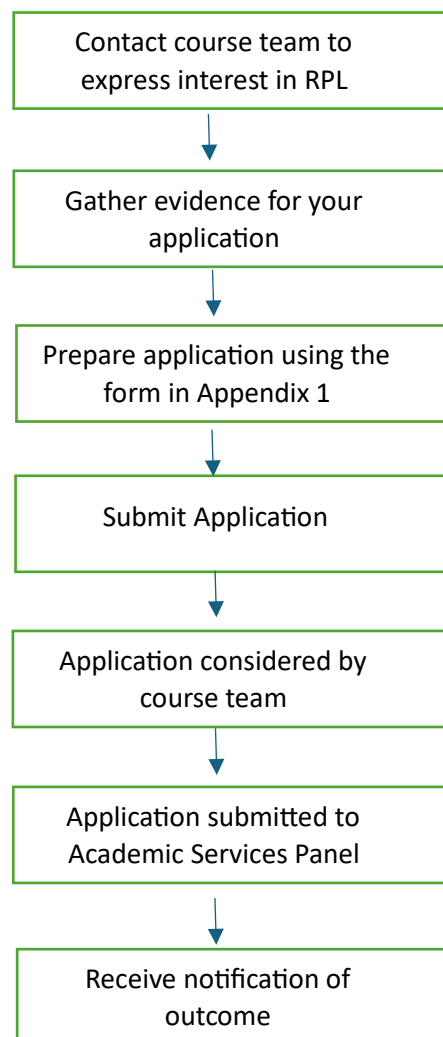 Contact course team to
express interest in RPL
Gather evidence for your
application
Prepare application using the
form in Appendix 1
Submit Application
Application considered by
course team
Application submitted to
Academic Services Panel
Receive notification of
outcome